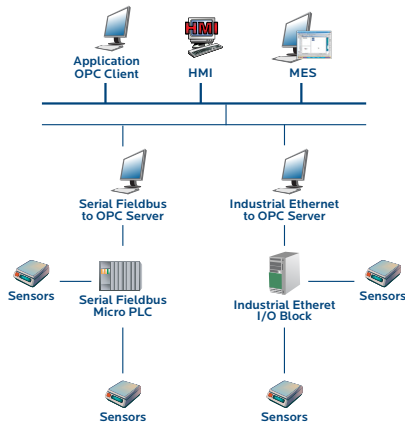 HMI
Application
OPC Client
HMI
MES
Serial Fieldbus
to OPC Server
Industrial Ethernet
to OPC Server
Sensors
Serial Fieldbus
Micro PLC
Industrial Etheret
I/O Block
Sensors
Sensors
Sensors